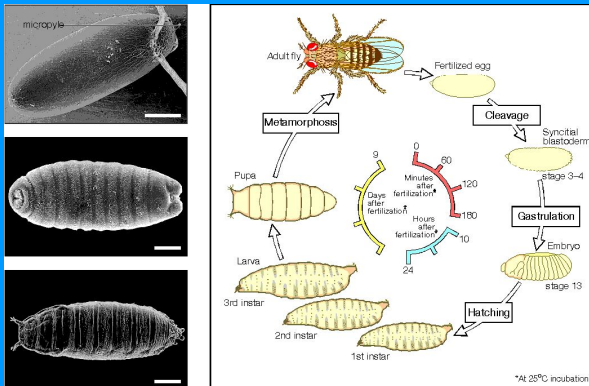 micropyle
Adult fly
Fertilized egg
Cleavage
Syncitial
blastoderm
stage 3–4
Gastrulation
Embryo
stage 13
Hatching
1st instar
2nd instar
3rd instar
Larva
Pupa
Metamorphosis
0
60
120
180
Minutes
after
fertilization*
Hours
after
fertilization*
10
24
9
Days
after
fertilization*
*At 25°C incubation